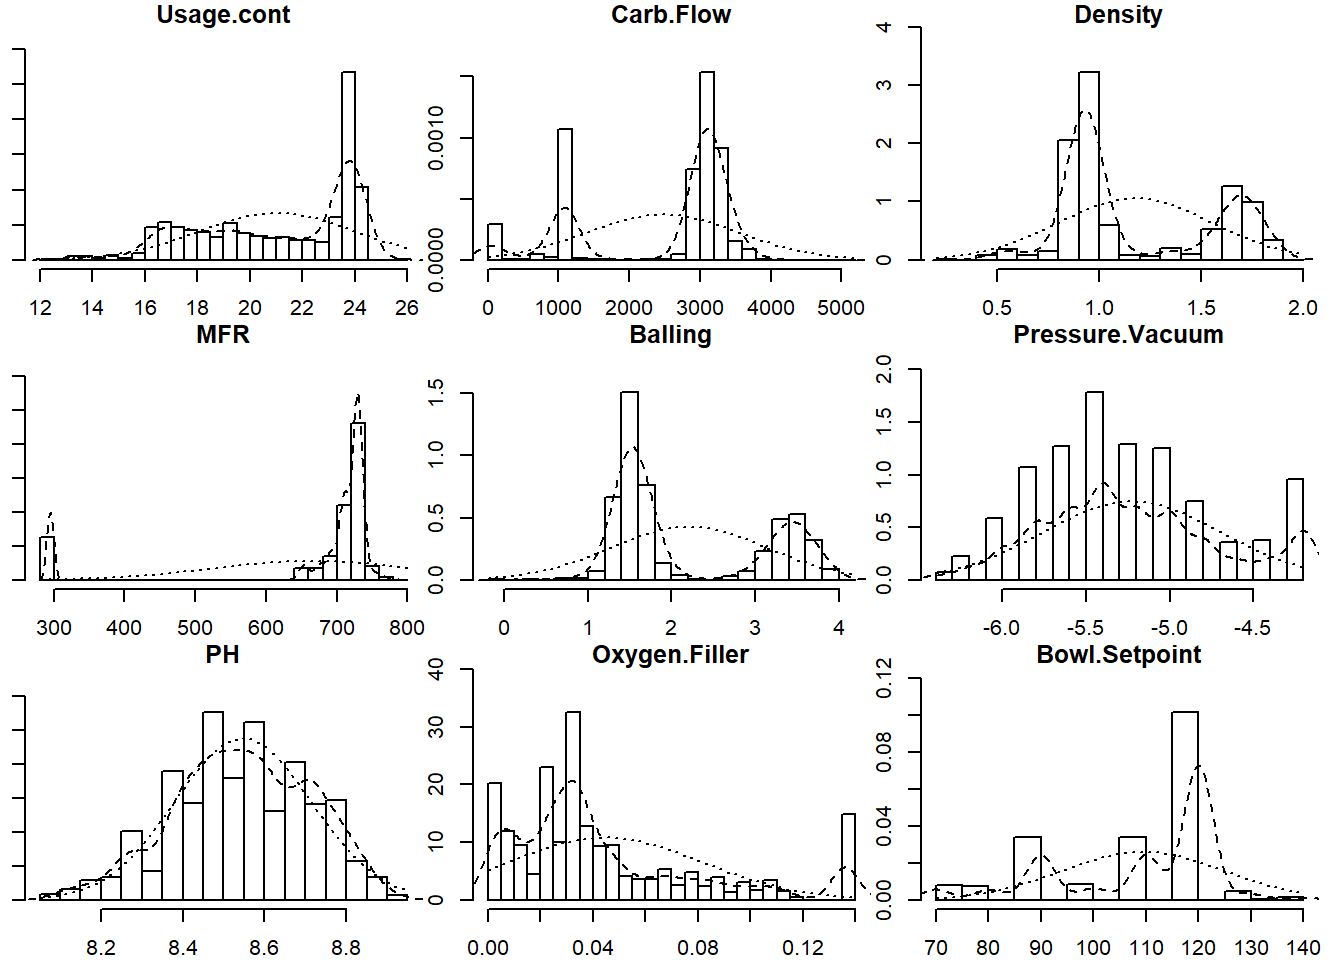 Usage.cont
12 14 16 18 20 22 24 26
Carb.Flow
0.0000 0.0010
0 1000 2000 3000 4000 5000
Density
0 1 2 3 4
0.5 1.0 1.5 2.0
MFR
300 400 500 600 700 800
Balling
0.0 0.5 1.0 1.5
0 1 2 3 4
Pressure.Vacuum
0.0 0.5 1.0 1.5 2.0
-6.0 -5.5 -5.0 -4.5
PH
8.2 8.4 8.6 8.8
Oxygen.Filler
0 10 20 30 40
0.00 0.04 0.08 0.12
Bowl.Setpoint
0.00 0.04 0.08 0.12
70 80 90 100 110 120 130 140